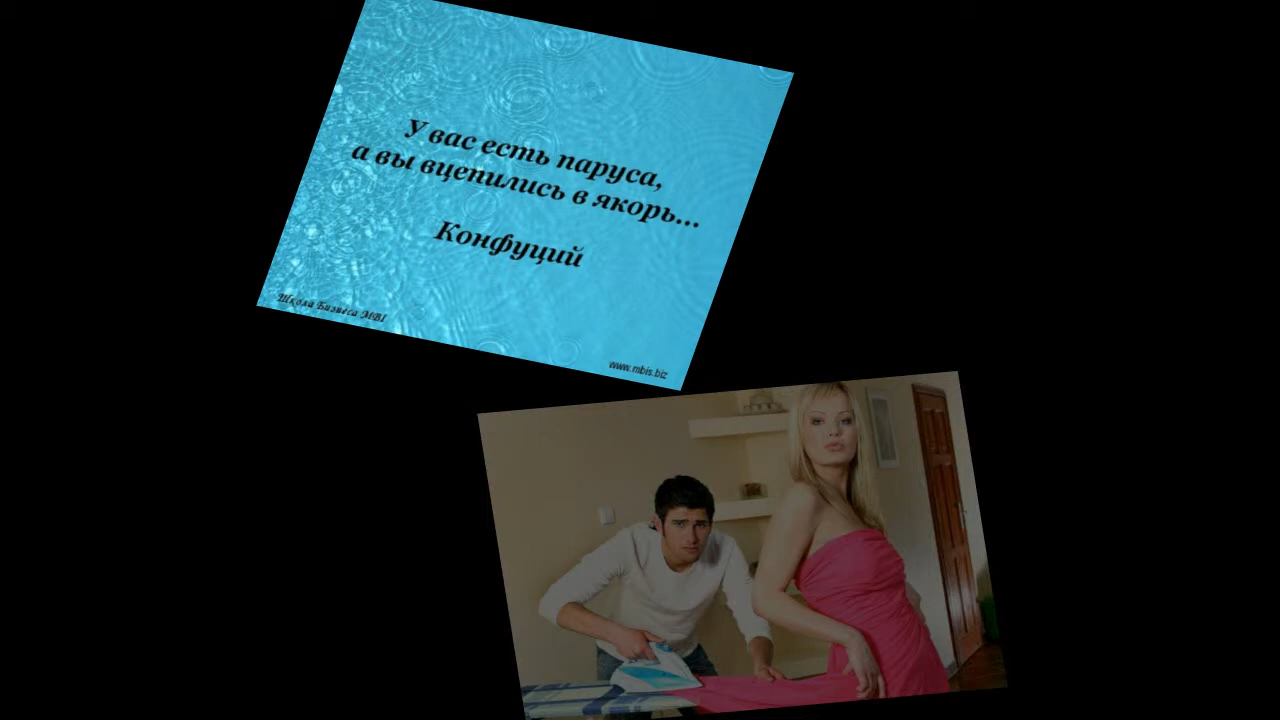 У вас есть паруса,
а вы вцепились в якорь...
Конфуций
Школа Бизнеса MBI
www.mbis.biz